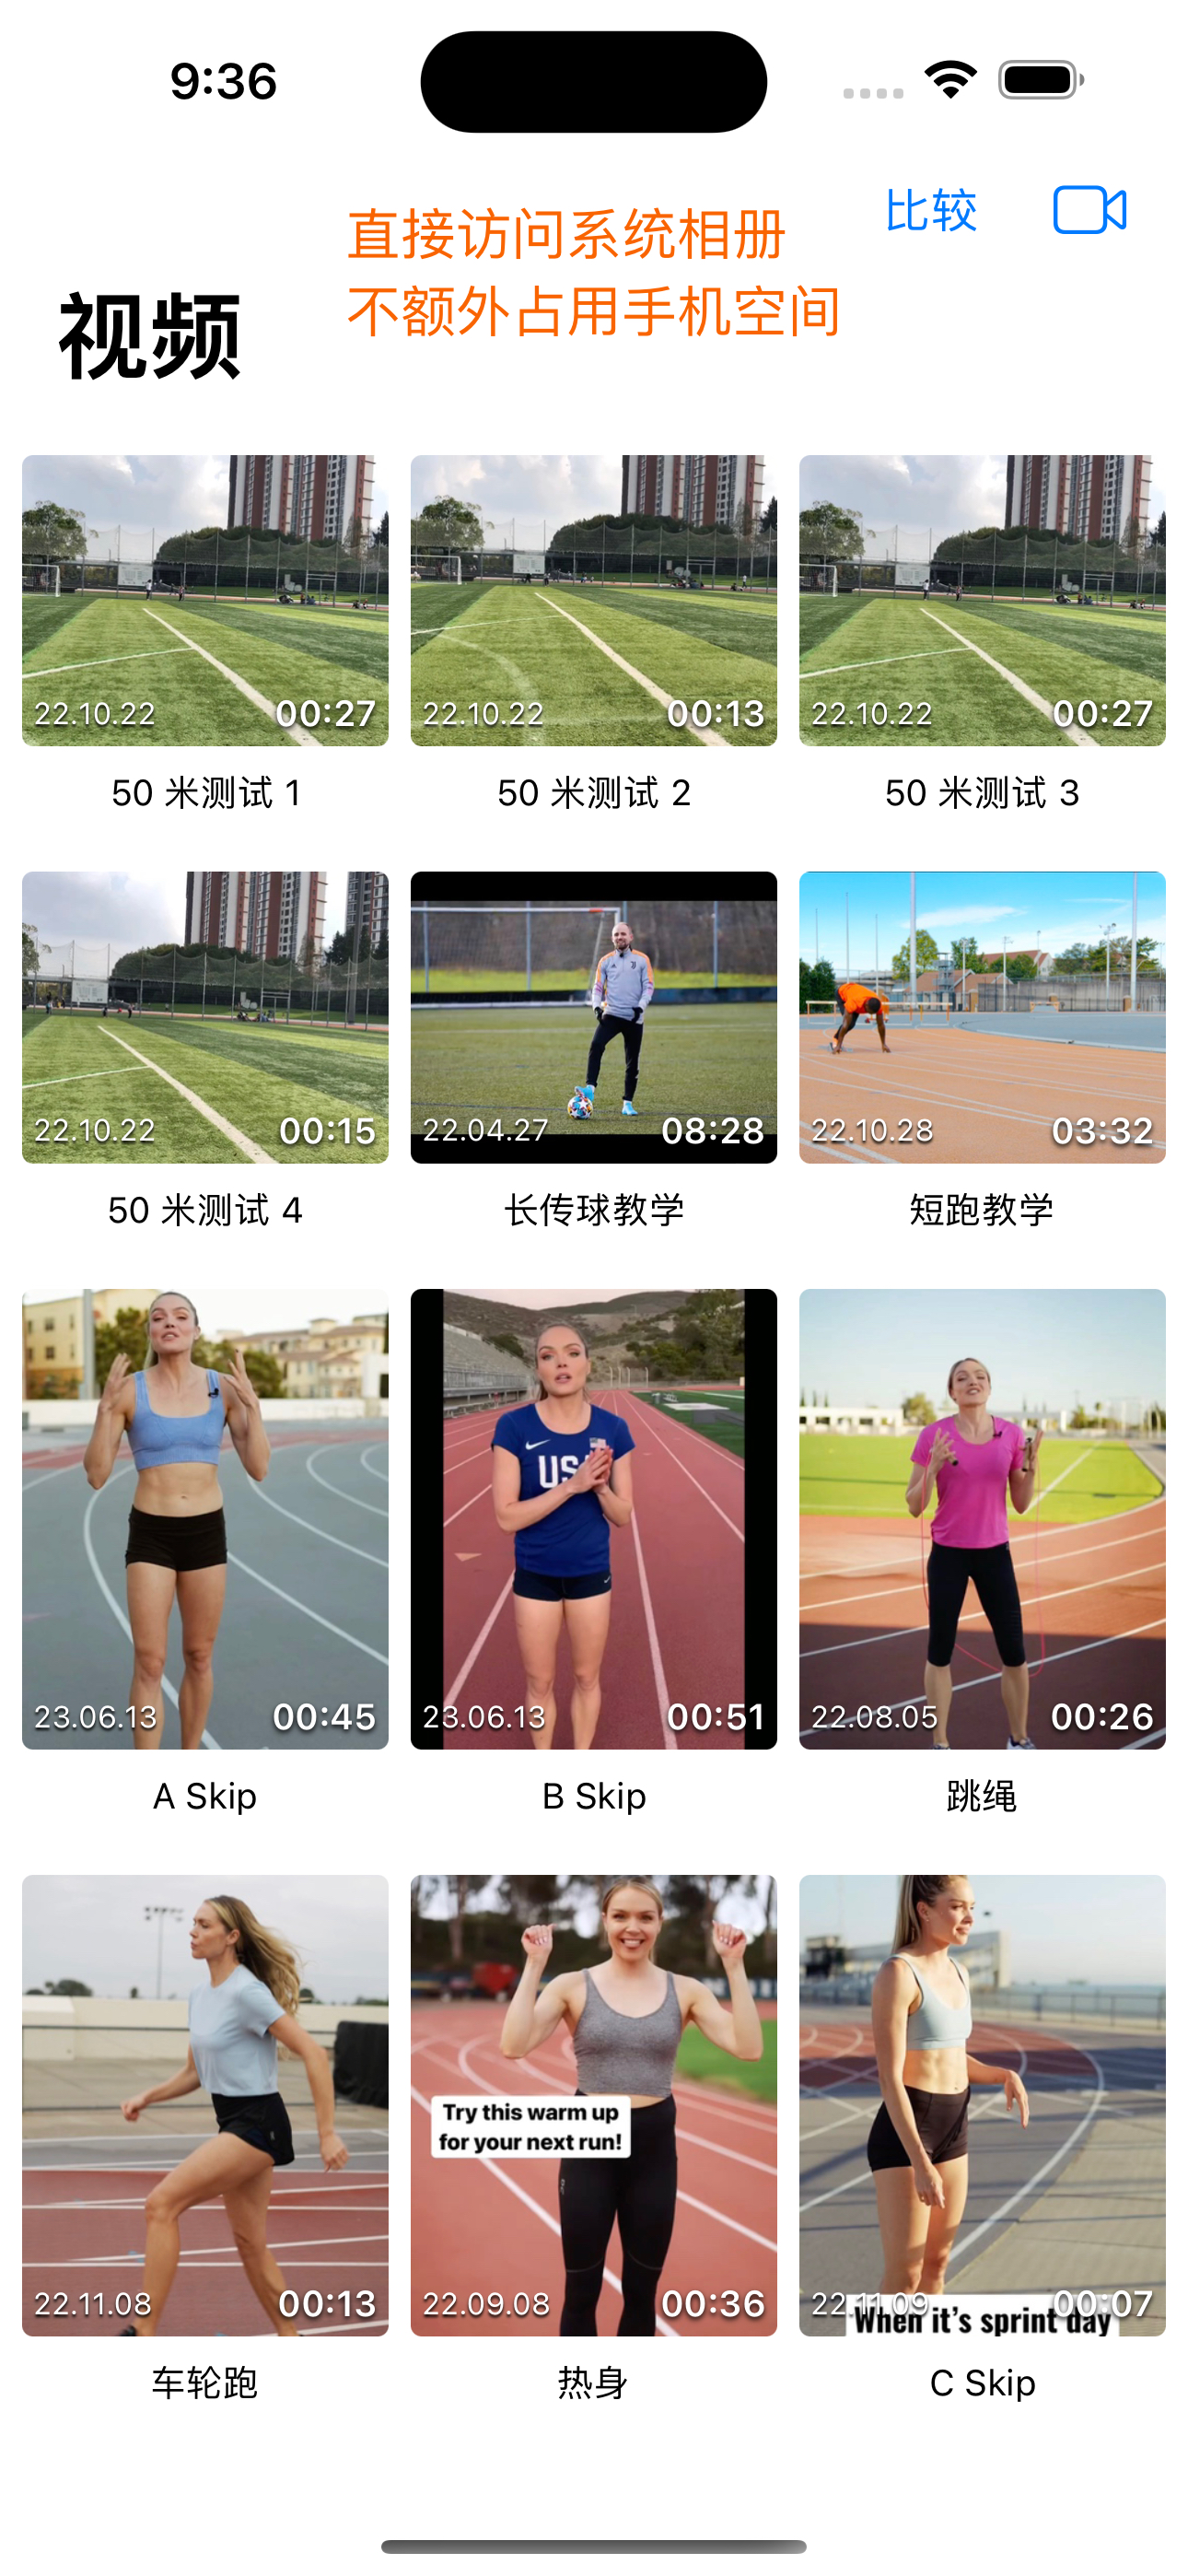 9:36
比较
直接访问系统相册
不额外占用手机空间
视频
22.10.22 00:27
22.10.22 00:13
22.10.22 00:27
50 米测试 1
50 米测试 2
50 米测试 3
22.10.22 00:15
22.04.27 08:28
22.10.28 03:32
50 米测试 4
长传球教学
短跑教学
US
23.06.13 00:45
23.06.13 00:51
22.08.05 00:26
A Skip
B Skip
跳绳
Try this warm up
for your next run!
22.11.08 00:13
22.09.08 00:36
22.11.09 00:07
When it's sprint day
车轮跑
热身
C Skip